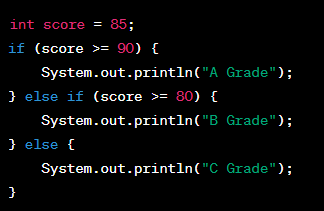 int score = 85;
if (score >= 90) {
    System.out.println("A Grade");
} else if (score >= 80) {
    System.out.println("B Grade");
} else {
    System.out.println("C Grade");
}